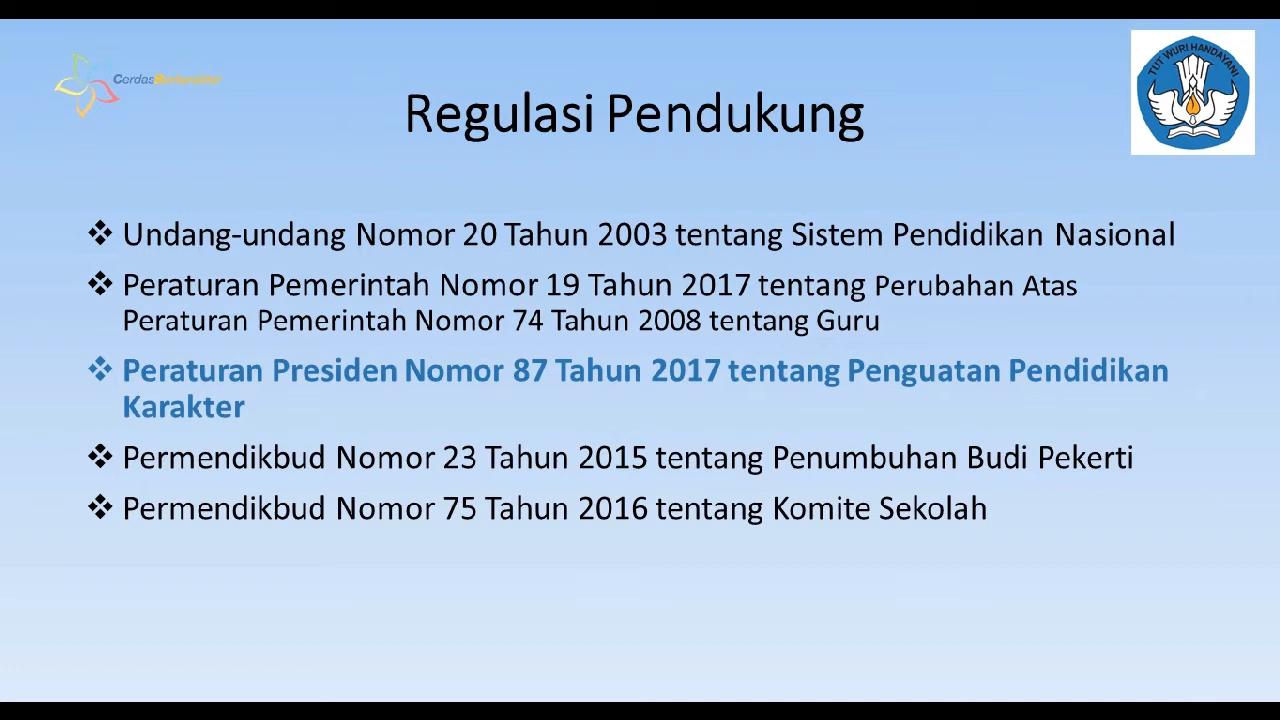 CerdasBerkarakter
TUT WURI HANDAYANI
Regulasi Pendukung
❖ Undang-undang Nomor 20 Tahun 2003 tentang Sistem Pendidikan Nasional
❖ Peraturan Pemerintah Nomor 19 Tahun 2017 tentang Perubahan Atas
Peraturan Pemerintah Nomor 74 Tahun 2008 tentang Guru
❖ Peraturan Presiden Nomor 87 Tahun 2017 tentang Penguatan Pendidikan
Karakter
❖ Permendikbud Nomor 23 Tahun 2015 tentang Penumbuhan Budi Pekerti
❖ Permendikbud Nomor 75 Tahun 2016 tentang Komite Sekolah